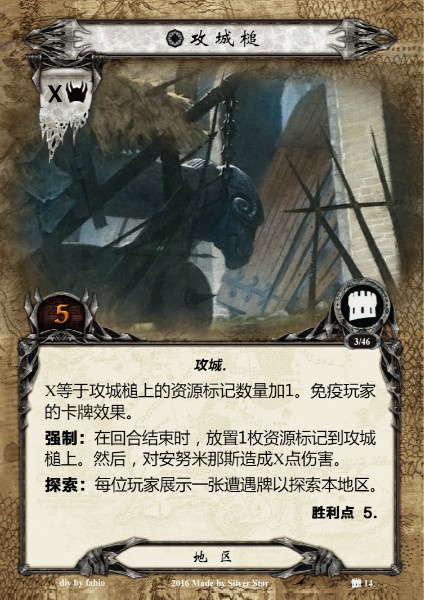 攻城槌
X
5
3/46
攻城.
X等于攻城槌上的资源标记数量加1。免疫玩家
的卡牌效果。
强制：在回合结束时，放置1枚资源标记到攻城
槌上。然后，对安努米那斯造成X点伤害。
探索：每位玩家展示一张遭遇牌以探索本地区。
胜利点 5.
地区
diy by fabio 2016 Made by Silver Star 14